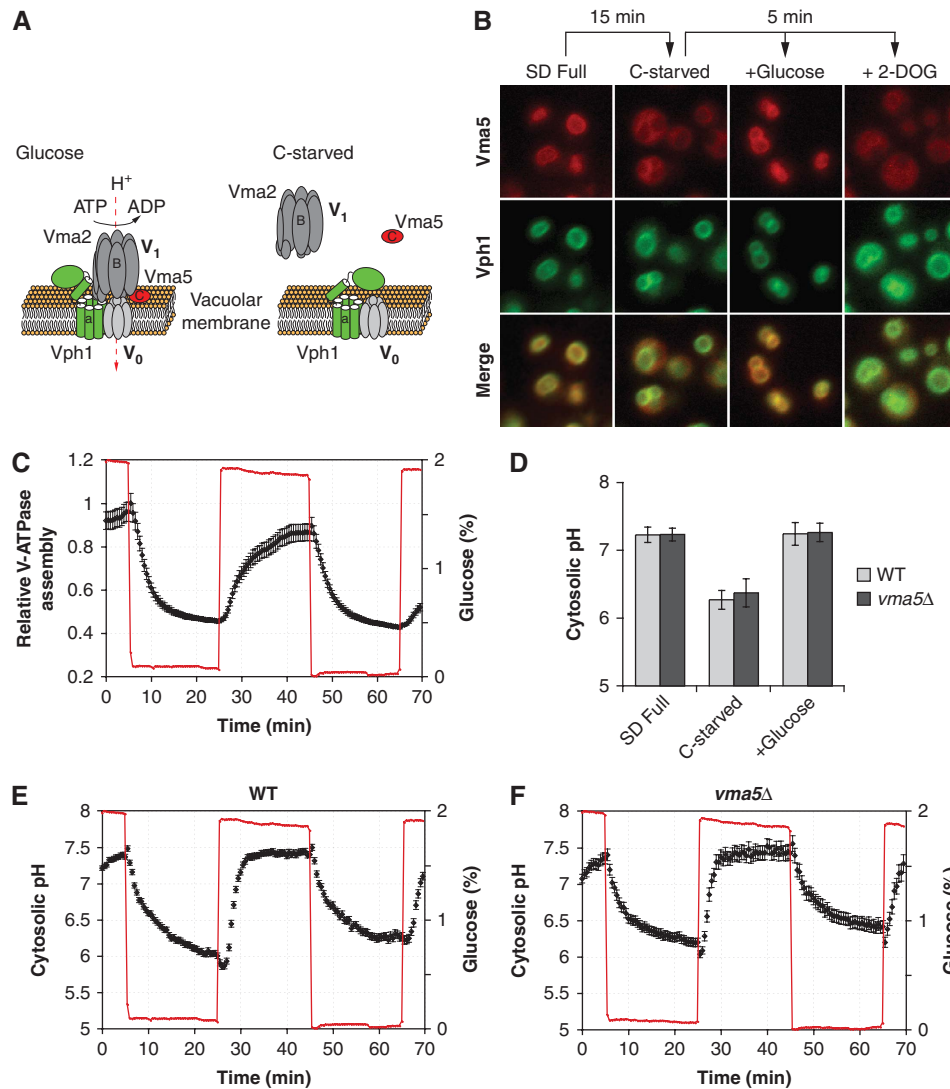 A
Glucose
H+
ATP ADP
Vma2
V1
B
Vma5
C
a
Vph1
V0
Vacuolar
membrane
C-starved
Vma2
B
V1
Vma5
C
a
Vph1
V0
B
15 min
5 min
SD Full
C-starved
+Glucose
+ 2-DOG
Vma5
Vph1
Merge
C
Relative V-ATPase
assembly
1.2
1
0.8
0.6
0.4
0.2
0 10 20 30 40 50 60 70
Time (min)
2
1
0
Glucose (%)
D
Cytosolic pH
8
7
6
5
SD Full
C-starved
+Glucose
WT
vma5Δ
E
WT
Cytosolic pH
8
7.5
7
6.5
6
5.5
5
0 10 20 30 40 50 60 70
Time (min)
2
1
0
Glucose (%)
F
vma5Δ
Cytosolic pH
8
7.5
7
6.5
6
5.5
5
0 10 20 30 40 50 60 70
Time (min)
2
1
0
Glucose (%)